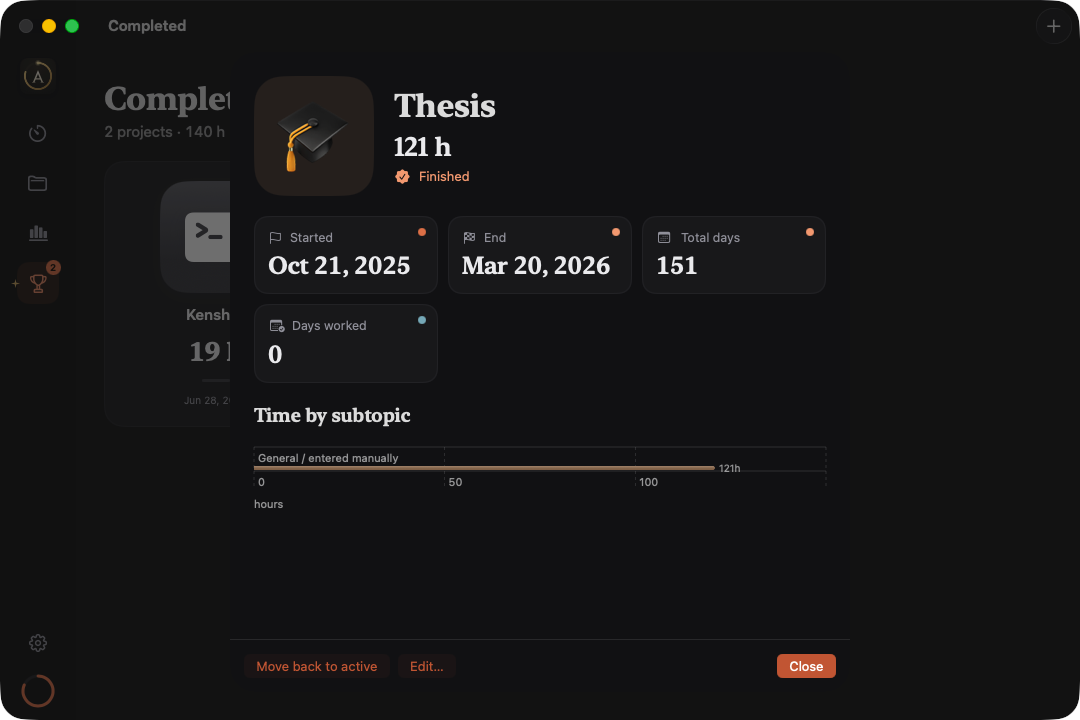 Completed
A
Complet
2 projects · 140 h
Thesis
121 h
Finished
2
>_
Kensh
19
Jun 28, 2
Started
Oct 21, 2025
End
Mar 20, 2026
Total days
151
Days worked
0
Time by subtopic
General / entered manually
121h
0
50
100
hours
Move back to active
Edit...
Close